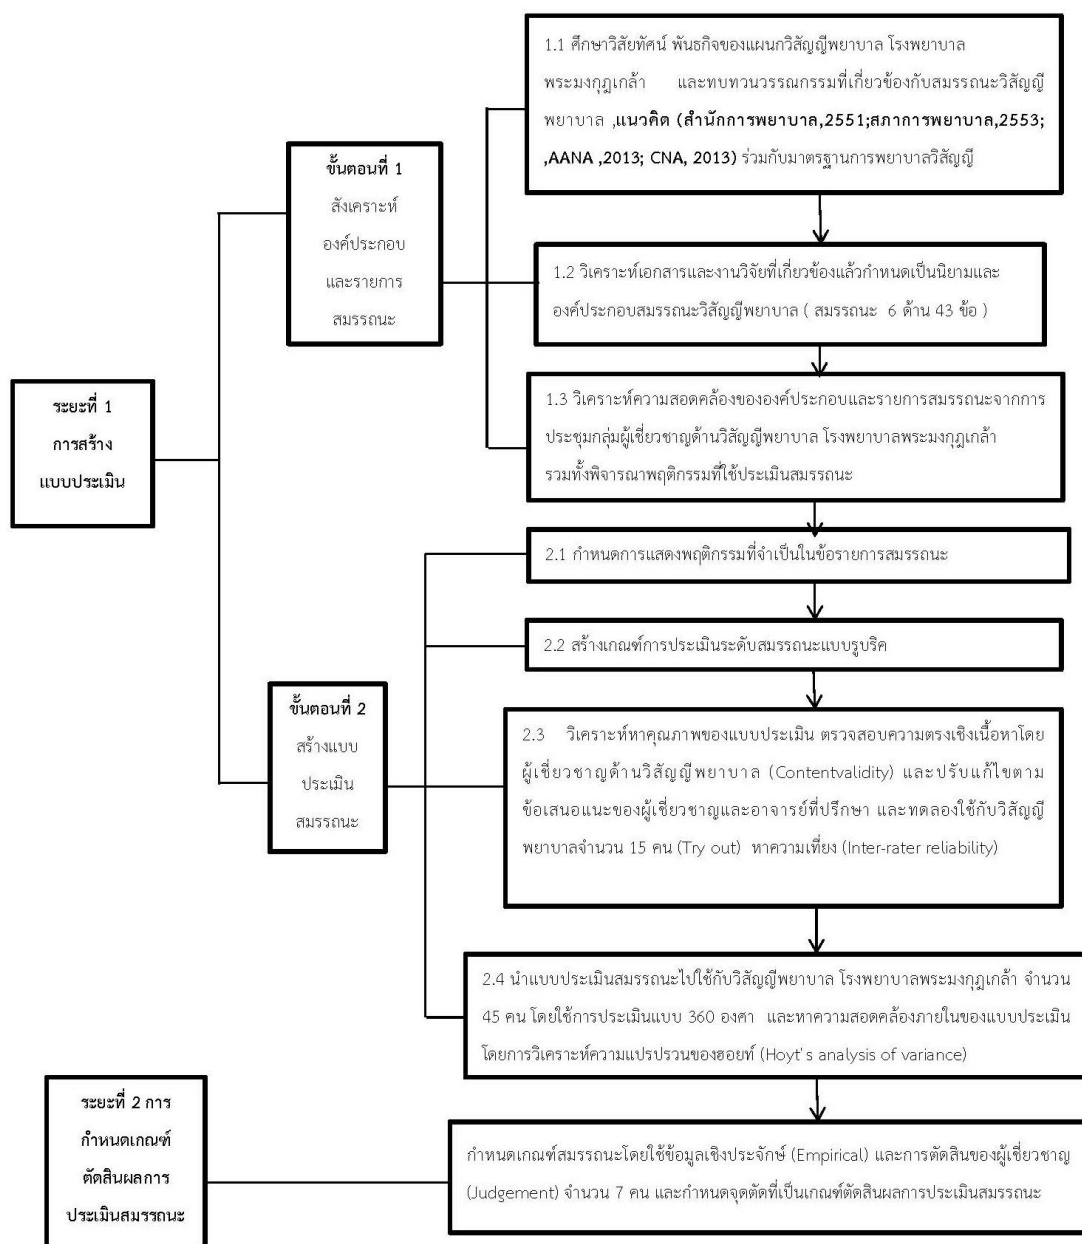 1.1 ศึกษาวิสัยทัศน์ พันธกิจของแผนกวิสัญญีพยาบาล โรงพยาบาล
พระมงกุฎเกล้า และทบทวนวรรณกรรมที่เกี่ยวข้องกับสมรรถนะวิสัญญี
พยาบาล ,แนวคิด (สำนักการพยาบาล,2551;สภาการพยาบาล,2553;
,AANA ,2013; CNA, 2013) ร่วมกับมาตรฐานการพยาบาลวิสัญญี
ขั้นตอนที่ 1
สังเคราะห์
องค์ประกอบ
และรายการ
สมรรถนะ
1.2 วิเคราะห์เอกสารและงานวิจัยที่เกี่ยวข้องแล้วกำหนดเป็นนิยามและ
องค์ประกอบสมรรถนะวิสัญญีพยาบาล ( สมรรถนะ 6 ด้าน 43 ข้อ )
ระยะที่ 1
การสร้าง
แบบประเมิน
1.3 วิเคราะห์ความสอดคล้องขององค์ประกอบและรายการสมรรถนะจากการ
ประชุมกลุ่มผู้เชี่ยวชาญด้านวิสัญญีพยาบาล โรงพยาบาลพระมงกุฎเกล้า
รวมทั้งพิจารณาพฤติกรรมที่ใช้ประเมินสมรรถนะ
2.1 กำหนดการแสดงพฤติกรรมที่จำเป็นในข้อรายการสมรรถนะ
2.2 สร้างเกณฑ์การประเมินระดับสมรรถนะแบบรูบริค
ขั้นตอนที่ 2
สร้างแบบ
ประเมิน
สมรรถนะ
2.3 วิเคราะห์หาคุณภาพของแบบประเมิน ตรวจสอบความตรงเชิงเนื้อหาโดย
ผู้เชี่ยวชาญด้านวิสัญญีพยาบาล (Contentvalidity) และปรับแก้ไขตาม
ข้อเสนอแนะของผู้เชี่ยวชาญและอาจารย์ที่ปรึกษา และทดลองใช้กับวิสัญญี
พยาบาลจำนวน 15 คน (Try out) หาความเที่ยง (Inter-rater reliability)
2.4 นำแบบประเมินสมรรถนะไปใช้กับวิสัญญีพยาบาล โรงพยาบาลพระมงกุฎเกล้า จำนวน
45 คน โดยใช้การประเมินแบบ 360 องศา และหาความสอดคล้องภายในของแบบประเมิน
โดยการวิเคราะห์ความแปรปรวนของฮอยท์ (Hoyt's analysis of variance)
ระยะที่ 2 การ
กำหนดเกณฑ์
ตัดสินผลการ
ประเมินสมรรถนะ
กำหนดเกณฑ์สมรรถนะโดยใช้ข้อมูลเชิงประจักษ์ (Empirical) และการตัดสินของผู้เชี่ยวชาญ
(Judgement) จำนวน 7 คน และกำหนดจุดตัดที่เป็นเกณฑ์ตัดสินผลการประเมินสมรรถนะ